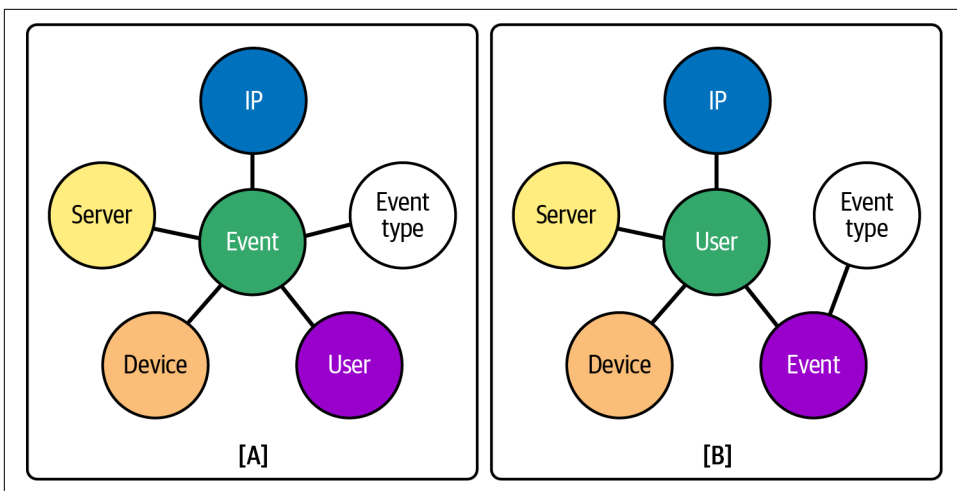 IP
Server
Event
type
Event
Device
User
[A]
IP
Server
Event
type
User
Device
Event
[B]